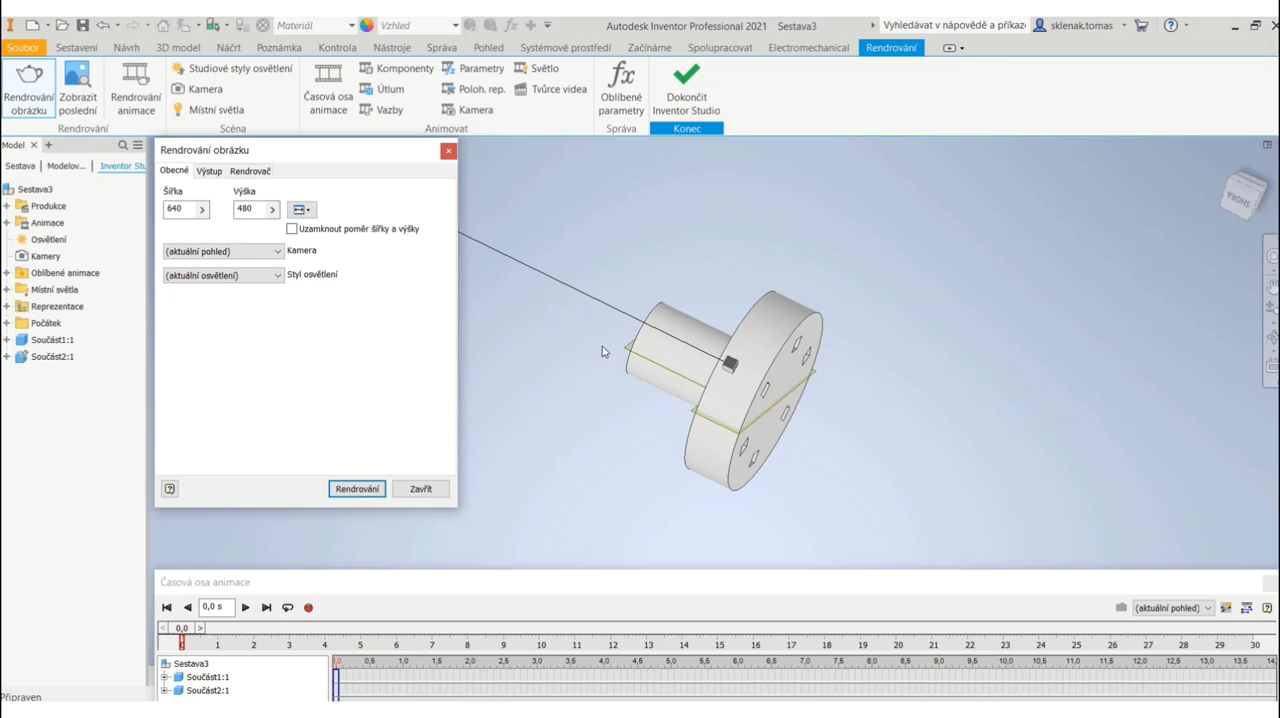 Materiál
Vzhled
Autodesk Inventor Professional 2021 Sestava3
Vyhledávat v nápovědě a příkaz
sklenak.tomas
Soubor Sestavení Návrh 3D model Náčrt Poznámka Kontrola Nástroje Správa Pohled Systémové prostředí Začínáme Spolupracovat Electromechanical Rendrování
Rendrování obrázku
Zobrazit poslední
Rendrování animace
Studiové styly osvětlení
Kamera
Místní světla
Časová osa animace
Komponenty
Útlum
Vazby
Parametry
Poloh. rep.
Kamera
Světlo
Tvůrce videa
Oblíbené parametry
Dokončit Inventor Studio
Rendrování Scéna Animovat Správa Konec
Model
Sestava Modelov... Inventor Stu
Sestava3
Produkce
Animace
Osvětlení
Kamery
Oblíbené animace
Místní světla
Reprezentace
Počátek
Součást1:1
Součást2:1
Rendrování obrázku
Obecné Výstup Rendrovač
Šířka Výška
640 480
Uzamknout poměr šířky a výšky
(aktuální pohled) Kamera
(aktuální osvětlení) Styl osvětlení
Rendrování Zavřít
Časová osa animace
0,0 s
(aktuální pohled)
0,0
1 2 3 4 5 6 7 8 9 10 11 12 13 14 15 16 17 18 19 20 21 22 23 24 25 26 27 28 29 30
Sestava3
0,5 1,0 1,5 2,0 2,5 3,0 3,5 4,0 4,5 5,0 5,5 6,0 6,5 7,0 7,5 8,0 8,5 9,0 9,5 10,0 10,5 11,0 11,5 12,0 12,5 13,0 13,5
Součást1:1
Součást2:1
Připraven